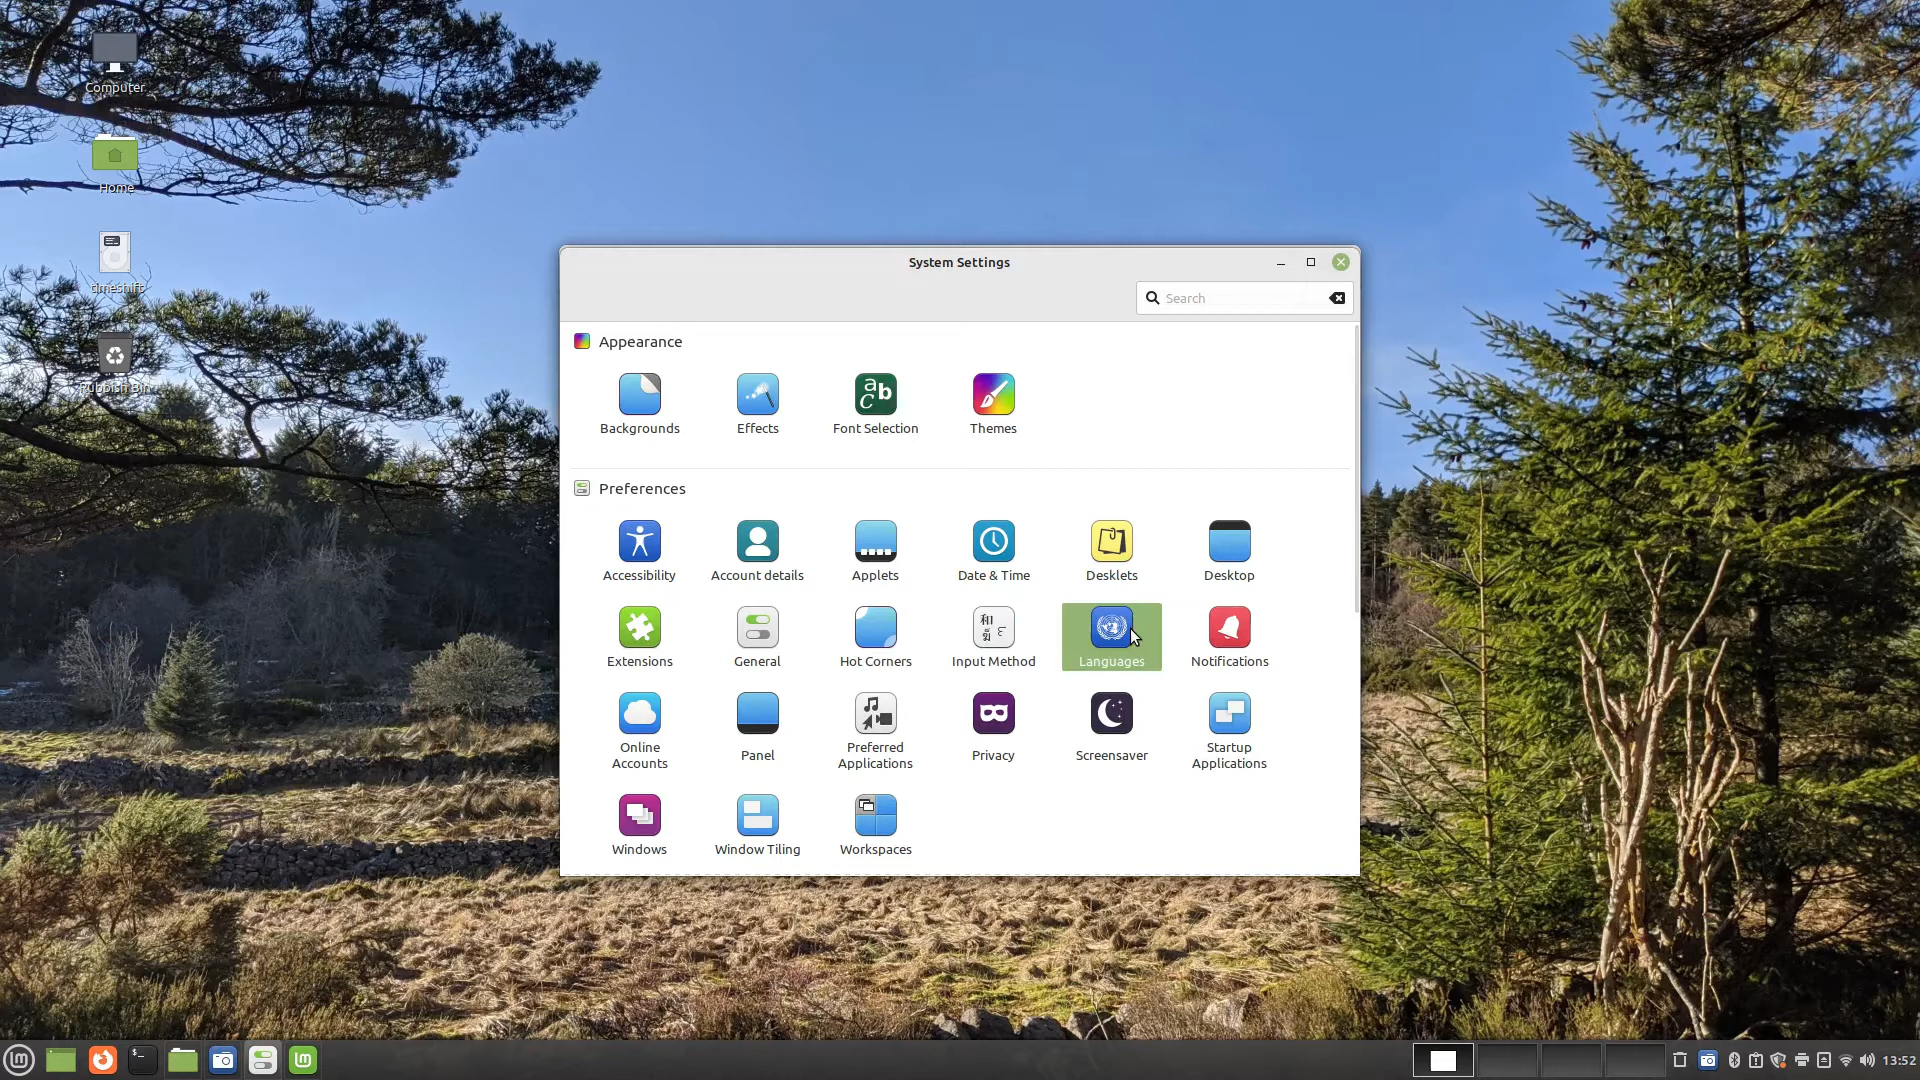 Computer
Home
timeshift
Rubbish Bin
System Settings
Search
Appearance
Backgrounds
Effects
Font Selection
Themes
Preferences
Accessibility
Account details
Applets
Date & Time
Desklets
Desktop
Extensions
General
Hot Corners
Input Method
Languages
Notifications
Online
Accounts
Panel
Preferred
Applications
Privacy
Screensaver
Startup
Applications
Windows
Window Tiling
Workspaces
13:52